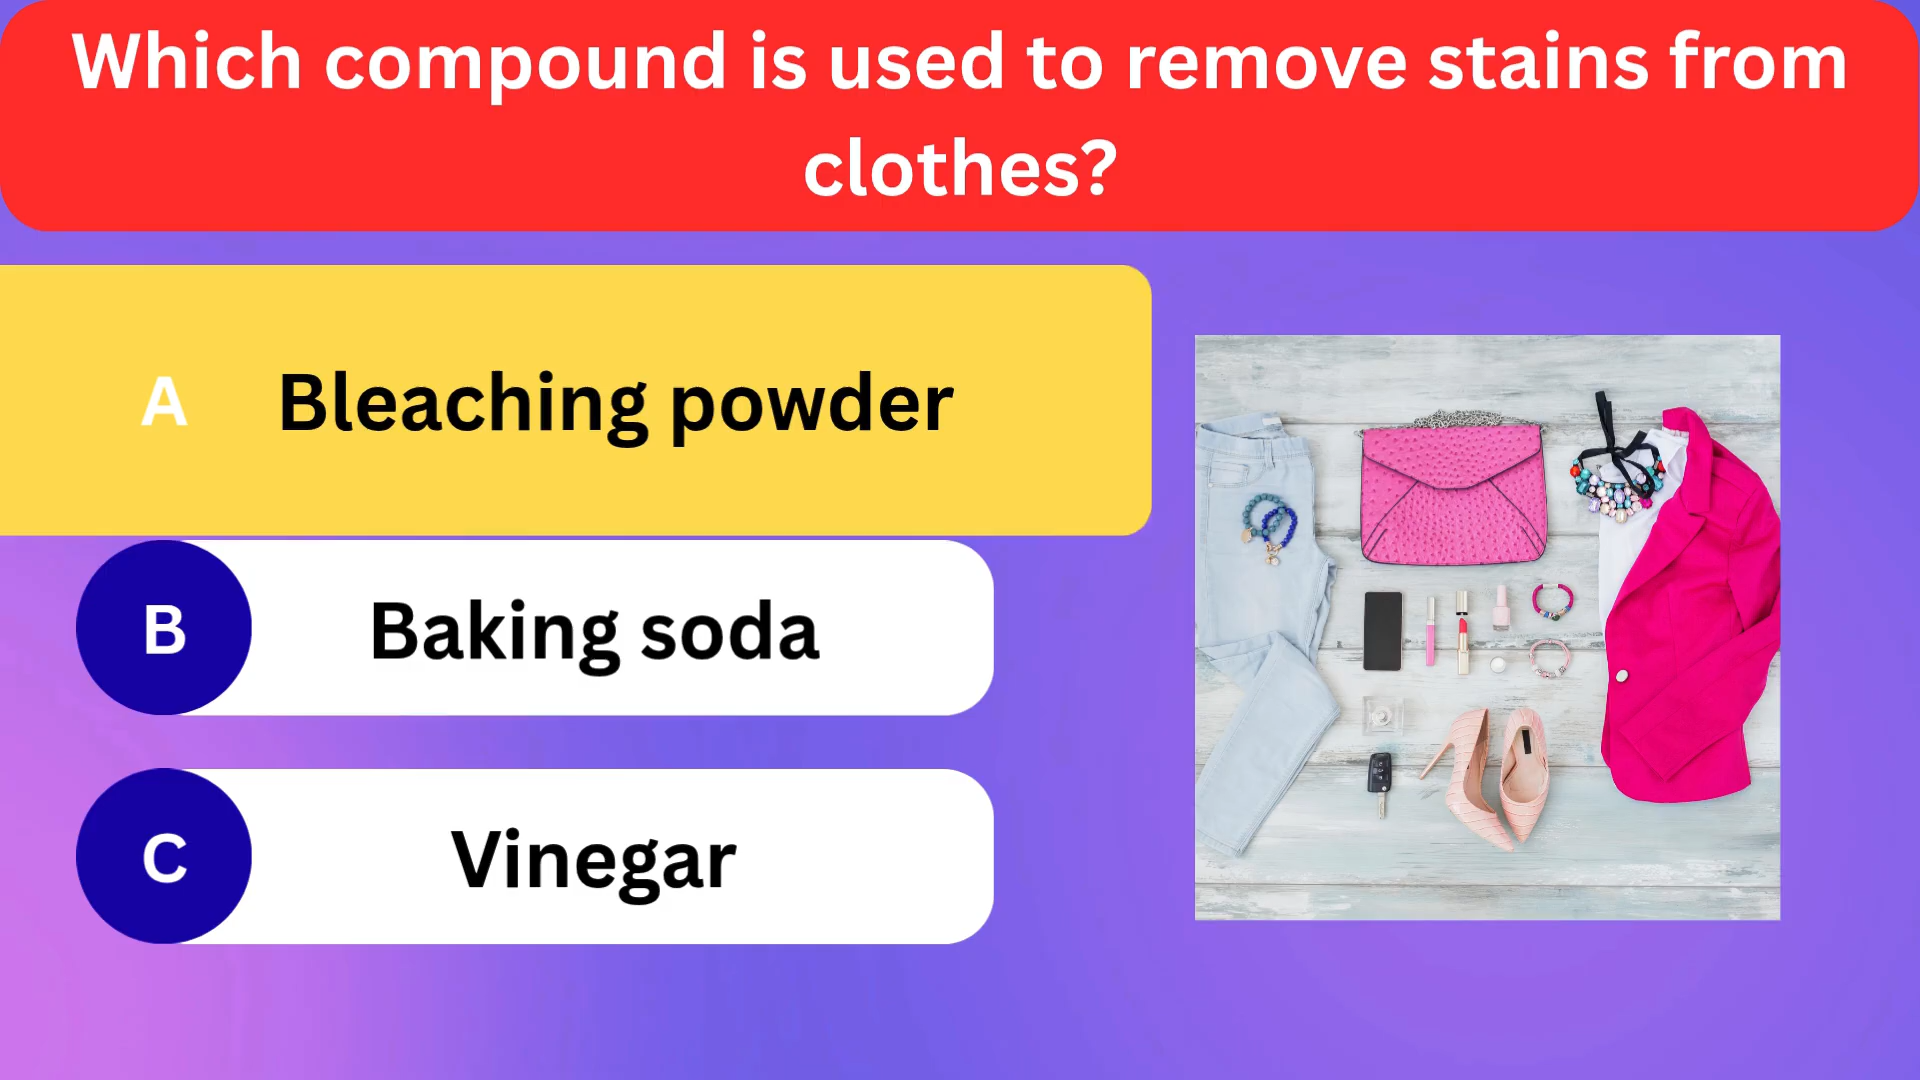 Which compound is used to remove stains from
clothes?
A Bleaching powder
B Baking soda
C Vinegar